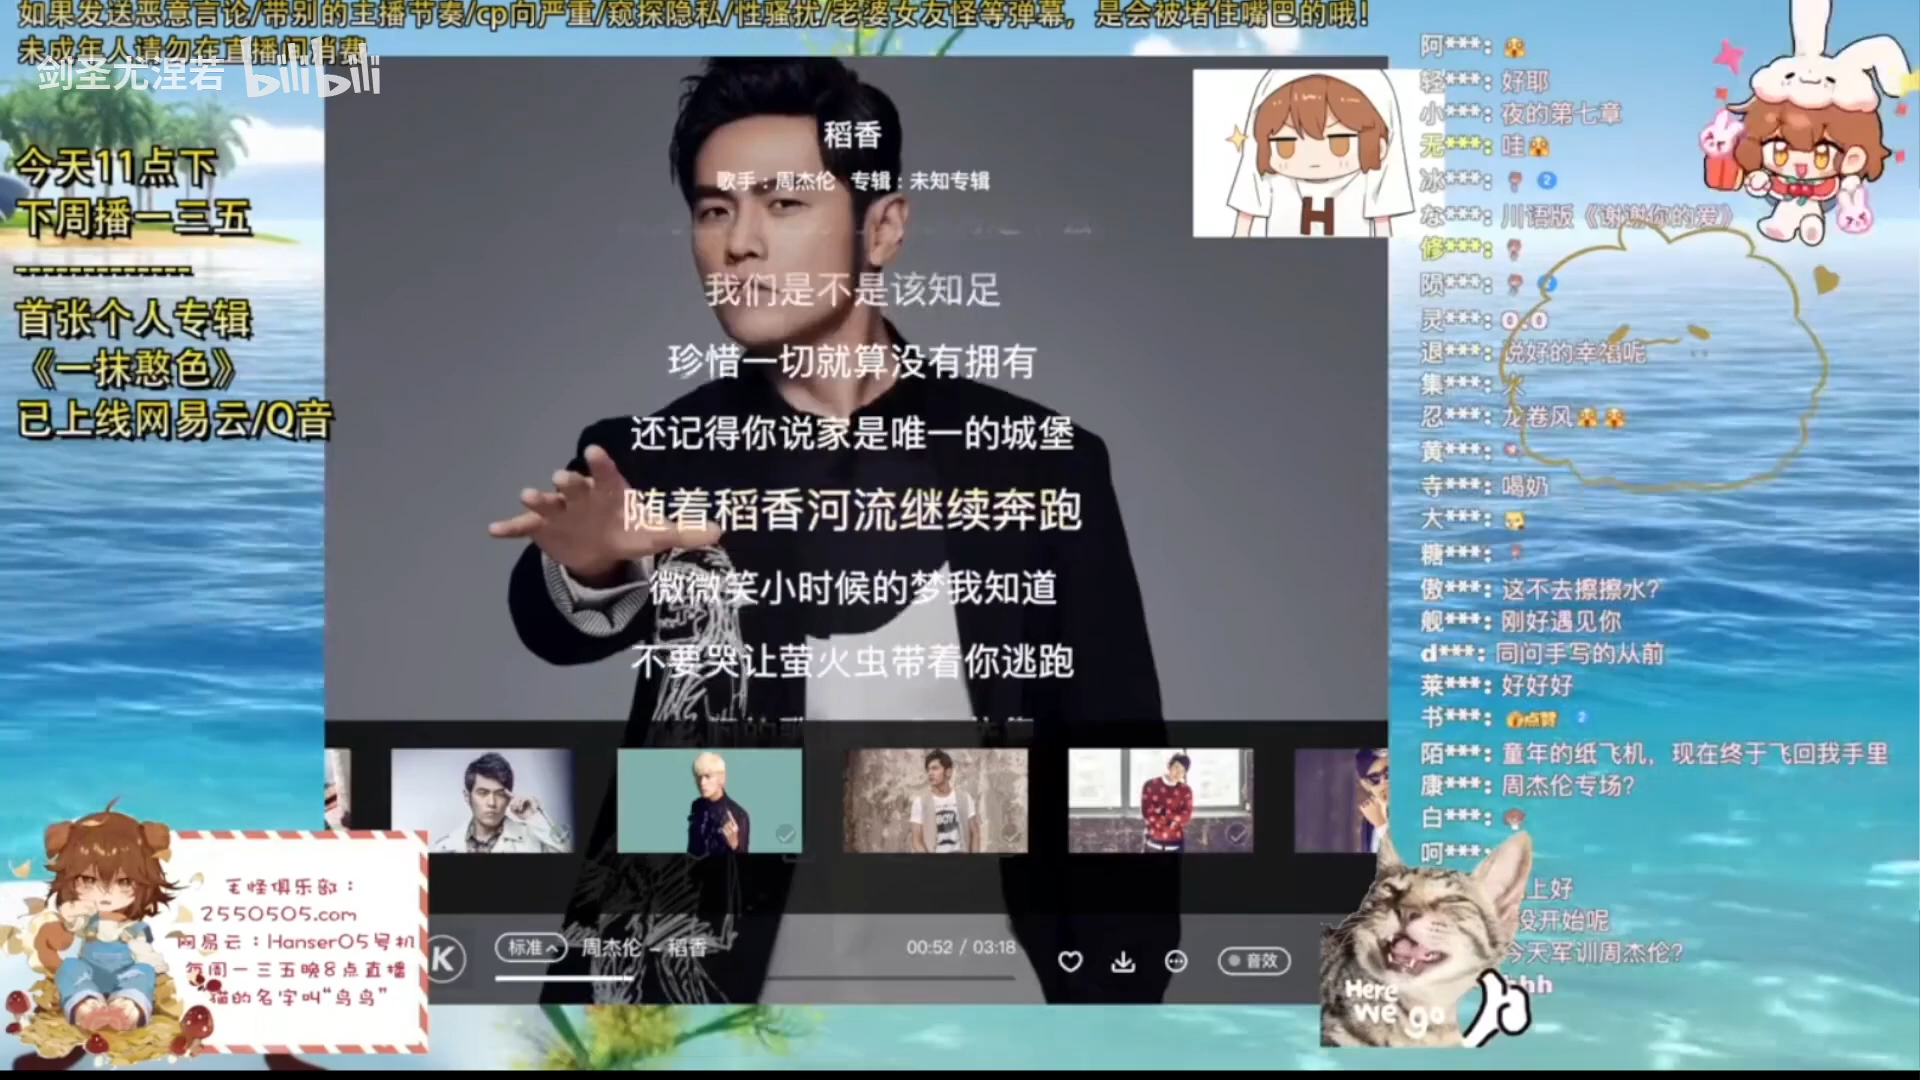 如果发送恶意言论/带别的主播节奏/cp向严重/窥探隐私/性骚扰/老婆女友怪等弹幕，是会被堵住嘴巴的哦！
未成年人请勿在直播间消费
剑圣尤涅若 bilibili
今天11点下
下周播一三五
--------------
首张个人专辑
《一抹憨色》
已上线网易云/Q音
稻香
歌手：周杰伦 专辑：未知专辑
我们是不是该知足
珍惜一切就算没有拥有
还记得你说家是唯一的城堡
随着稻香河流继续奔跑
微微笑小时候的梦我知道
不要哭让萤火虫带着你逃跑
BOY
K
标准
周杰伦 - 稻香
00:52 / 03:18
音效
H
阿***：
轻***：好耶
小***：夜的第七章
无***：哇
冰***： 2
な***：川语版《谢谢你的爱》
修***：
陨***： 2
灵***：0.0
退***：说好的幸福呢
集***：火
忍***：龙卷风
黄***：
寺***：喝奶
大***：
糖***：
傲***：这不去擦擦水？
舰***：刚好遇见你
d***：同问手写的从前
莱***：好好好
书***：点赞 2
陌***：童年的纸飞机，现在终于飞回我手里
康***：周杰伦专场？
白***：
呵***：
上好
没开始呢
今天军训周杰伦？
hh
Here
We go
毛怪俱乐部：
2550505.com
网易云：Hanser05号机
每周一三五晚8点直播
猫的名字叫“鸟鸟”